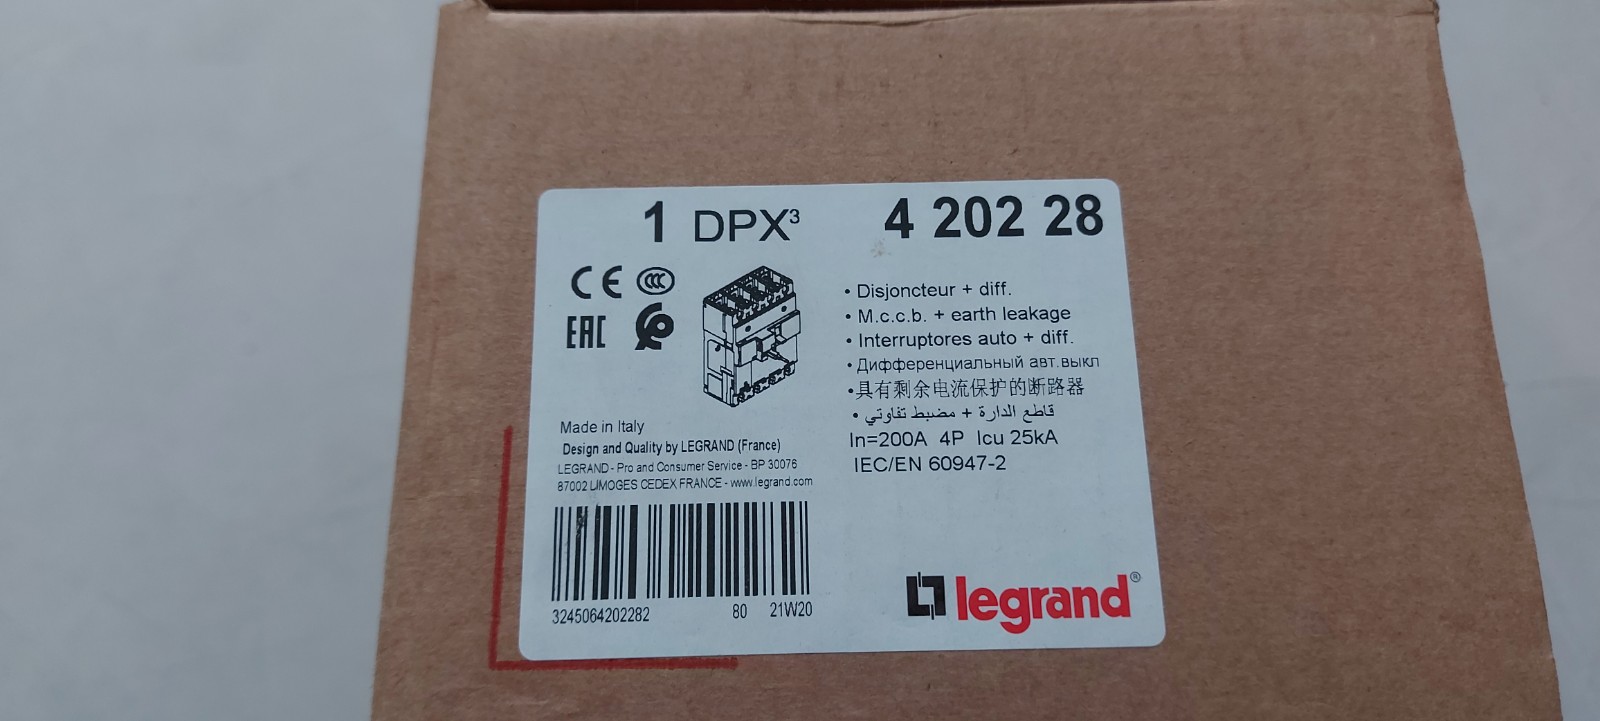 1 DPX³ 4 202 28
CE CCC
EAC
• Disjoncteur + diff.
• M.c.c.b. + earth leakage
• Interruptores auto + diff.
• Дифференциальный авт.выкл
• 具有剩余电流保护的断路器
• قاطع الدارة + مضبط تفاوتي
In=200A 4P Icu 25kA
IEC/EN 60947-2
Made in Italy
Design and Quality by LEGRAND (France)
LEGRAND - Pro and Consumer Service - BP 30076
87002 LIMOGES CEDEX FRANCE - www.legrand.com
3245064202282 80 21W20
legrand®